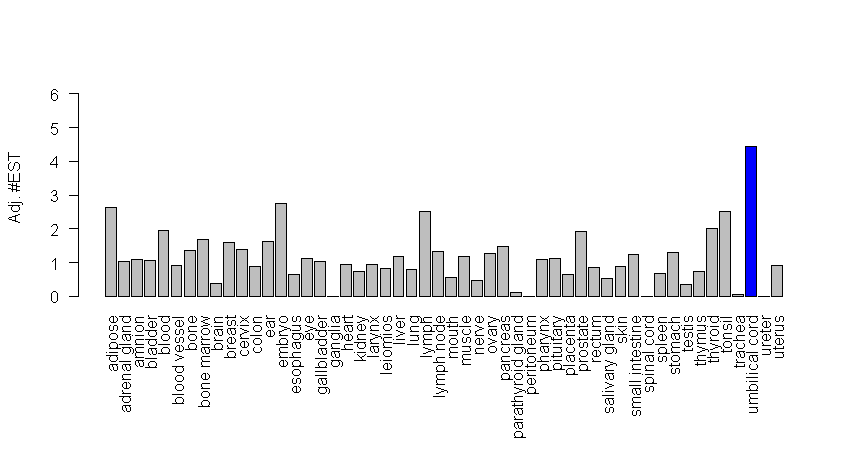 Adj. #EST
6
5
4
3
2
1
0
adipose
adrenal gland
amnion
bladder
blood
blood vessel
bone
bone marrow
brain
breast
cervix
colon
ear
embryo
esophagus
eye
gallbladder
ganglia
heart
kidney
larynx
leiomios
liver
lung
lymph
lymph node
mouth
muscle
nerve
ovary
pancreas
parathyroid gland
peritoneum
pharynx
pituitary
placenta
prostate
rectum
salivary gland
skin
small intestine
spinal cord
spleen
stomach
testis
thymus
thyroid
tonsil
trachea
umbilical cord
ureter
uterus